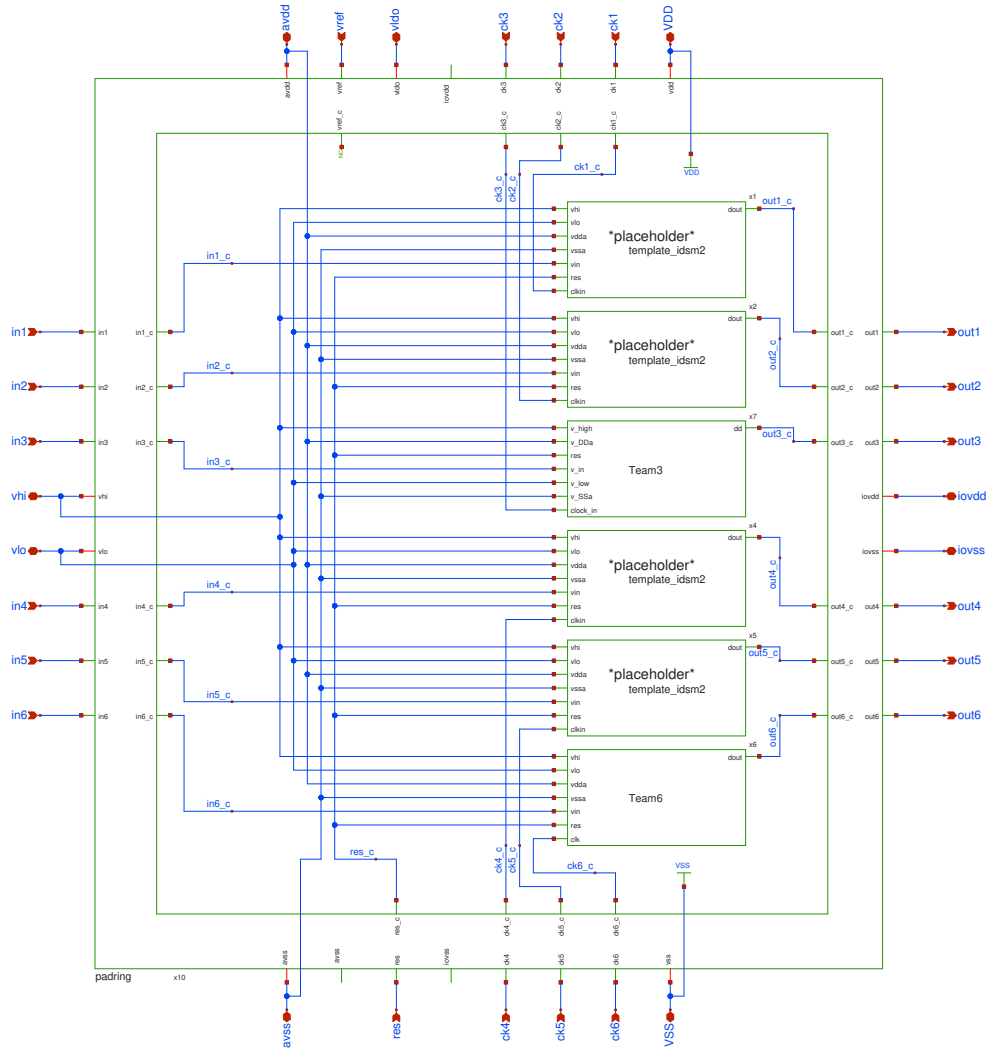 avdd
vref
vldo
ck3
ck2
ck1
VDD
avdd
vref
vldo
iovdd
ck3
ck2
ck1
vdd
vref_c
ck3_c
ck2_c
ck1_c
NC
ck3_c
ck2_c
ck1_c
VDD
x1
vhi
vlo
vdda
vssa
vin
res
clkin
*placeholder*
template_idsm2
dout
out1_c
in1_c
x2
vhi
vlo
vdda
vssa
vin
res
clkin
*placeholder*
template_idsm2
dout
out2_c
in2_c
in1
in1
in1_c
out1_c
out1
out1
in2
in2
in2_c
out2_c
out2
out2
x7
v_high
v_DDa
res
v_in
v_low
v_SSa
clock_in
Team3
dd
out3_c
in3_c
in3
in3
in3_c
out3_c
out3
out3
vhi
vhi
iovdd
iovdd
vlo
vlo
iovss
iovss
x4
vhi
vlo
vdda
vssa
vin
res
clkin
*placeholder*
template_idsm2
dout
out4_c
in4_c
in4
in4
in4_c
out4_c
out4
out4
x5
vhi
vlo
vdda
vssa
vin
res
clkin
*placeholder*
template_idsm2
dout
out5_c
in5_c
in5
in5
in5_c
out5_c
out5
out5
in6
in6
in6_c
out6_c
out6
out6
x6
vhi
vlo
vdda
vssa
vin
res
clk
Team6
dout
out6_c
in6_c
res_c
ck4_c
ck5_c
ck6_c
VSS
res_c
ck4_c
ck5_c
ck6_c
avss
avss
res
iovss
ck4
ck5
ck6
vss
padring
x10
avss
res
ck4
ck5
ck6
VSS